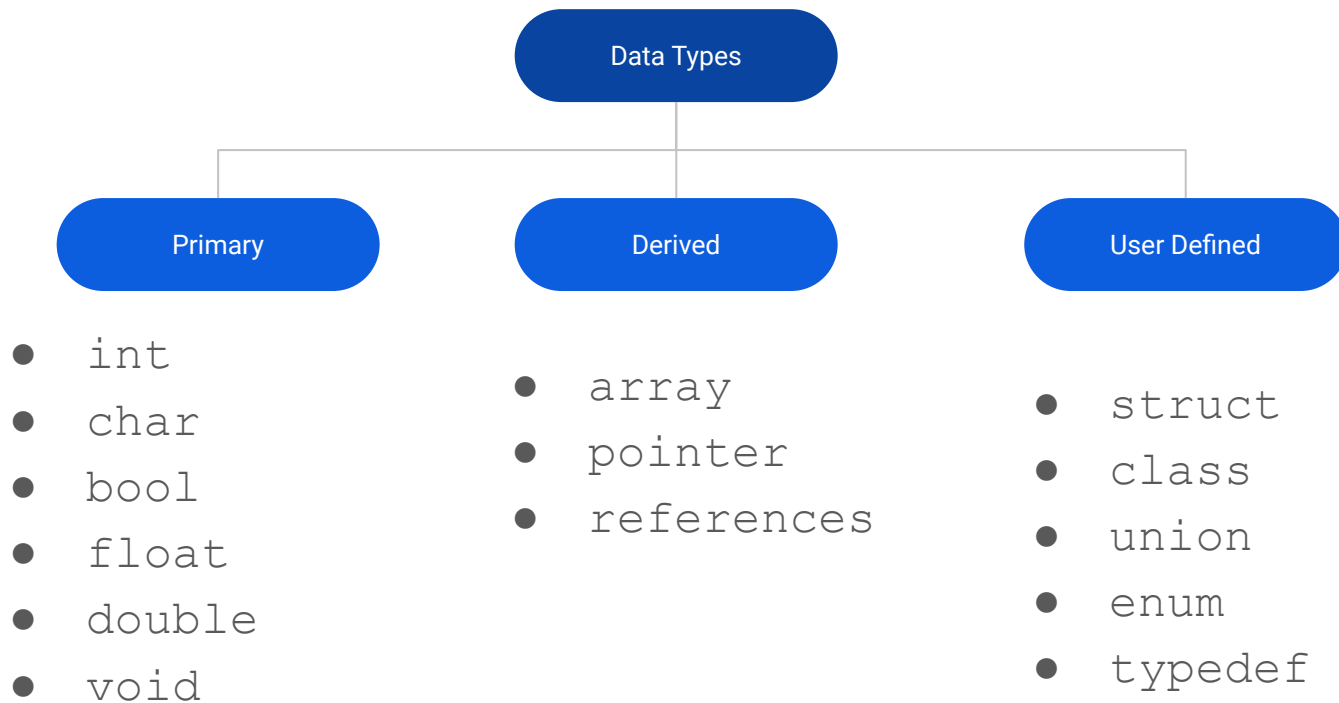 Data Types
Primary
int
char
bool
float
double
void
Derived
array
pointer
references
User Defined
struct
class
union
enum
typedef